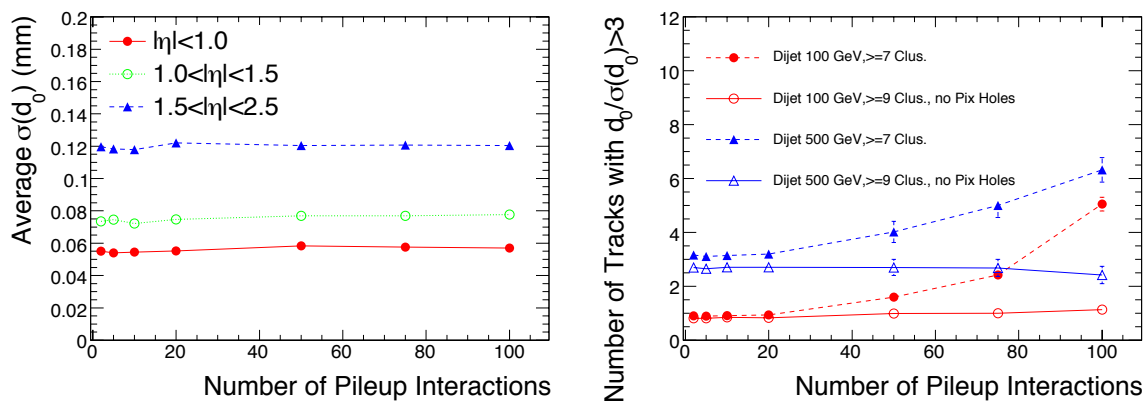 Average σ(d0) (mm)
0.2
0.18
0.16
0.14
0.12
0.1
0.08
0.06
0.04
0.02
0
|η|<1.0
1.0<|η|<1.5
1.5<|η|<2.5
0 20 40 60 80 100
Number of Pileup Interactions
Number of Tracks with d0/σ(d0)>3
12
10
8
6
4
2
0
Dijet 100 GeV,>=7 Clus.
Dijet 100 GeV,>=9 Clus., no Pix Holes
Dijet 500 GeV,>=7 Clus.
Dijet 500 GeV,>=9 Clus., no Pix Holes
0 20 40 60 80 100
Number of Pileup Interactions